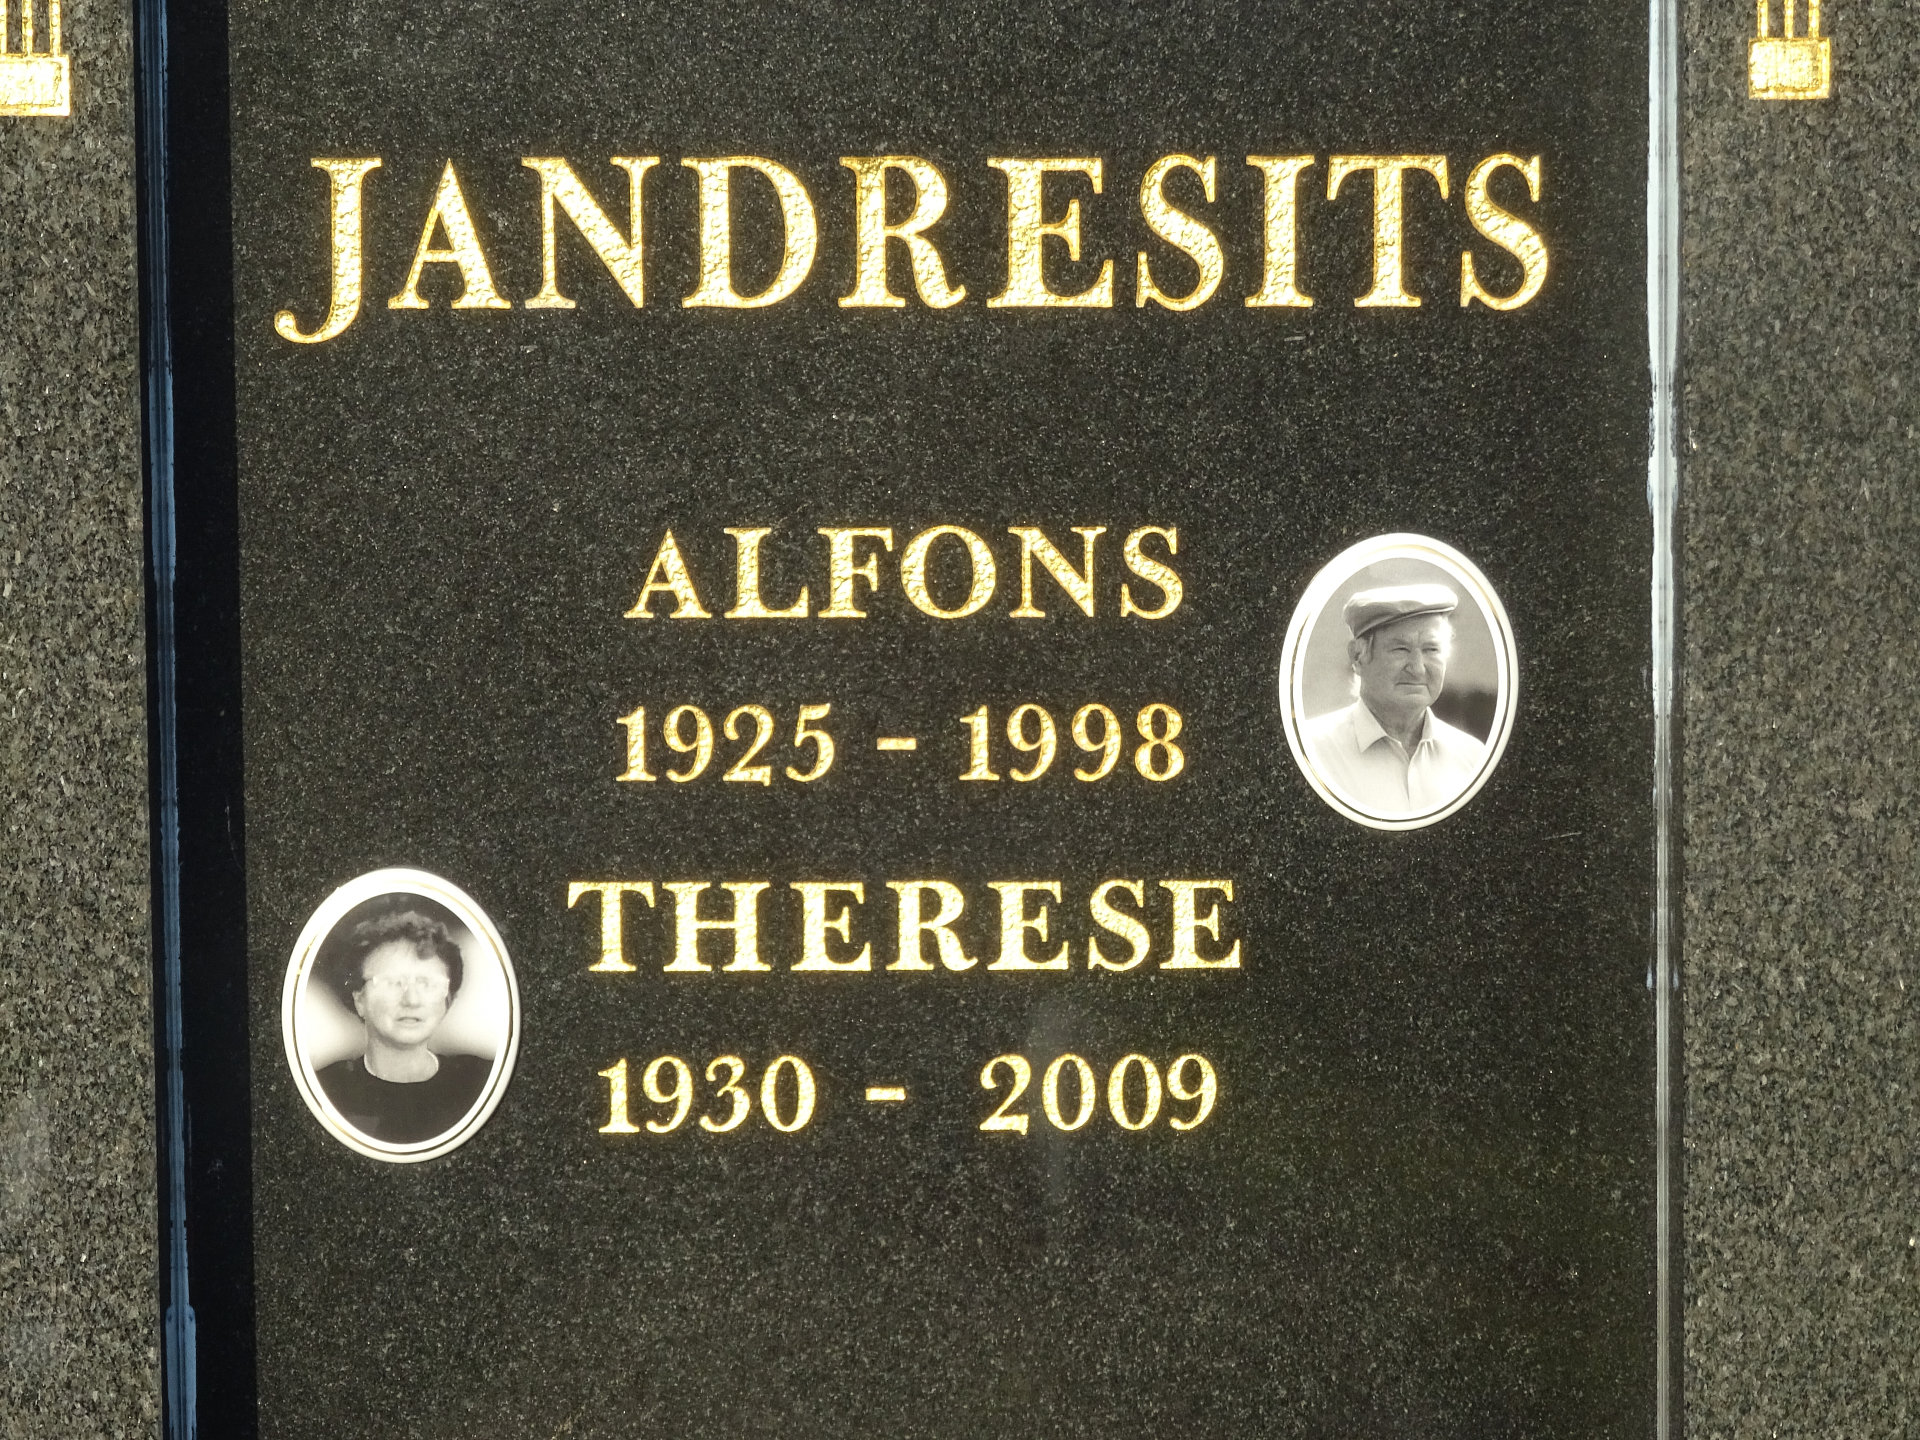 JANDRESITS
ALFONS
1925 - 1998
THERESE
1930 - 2009